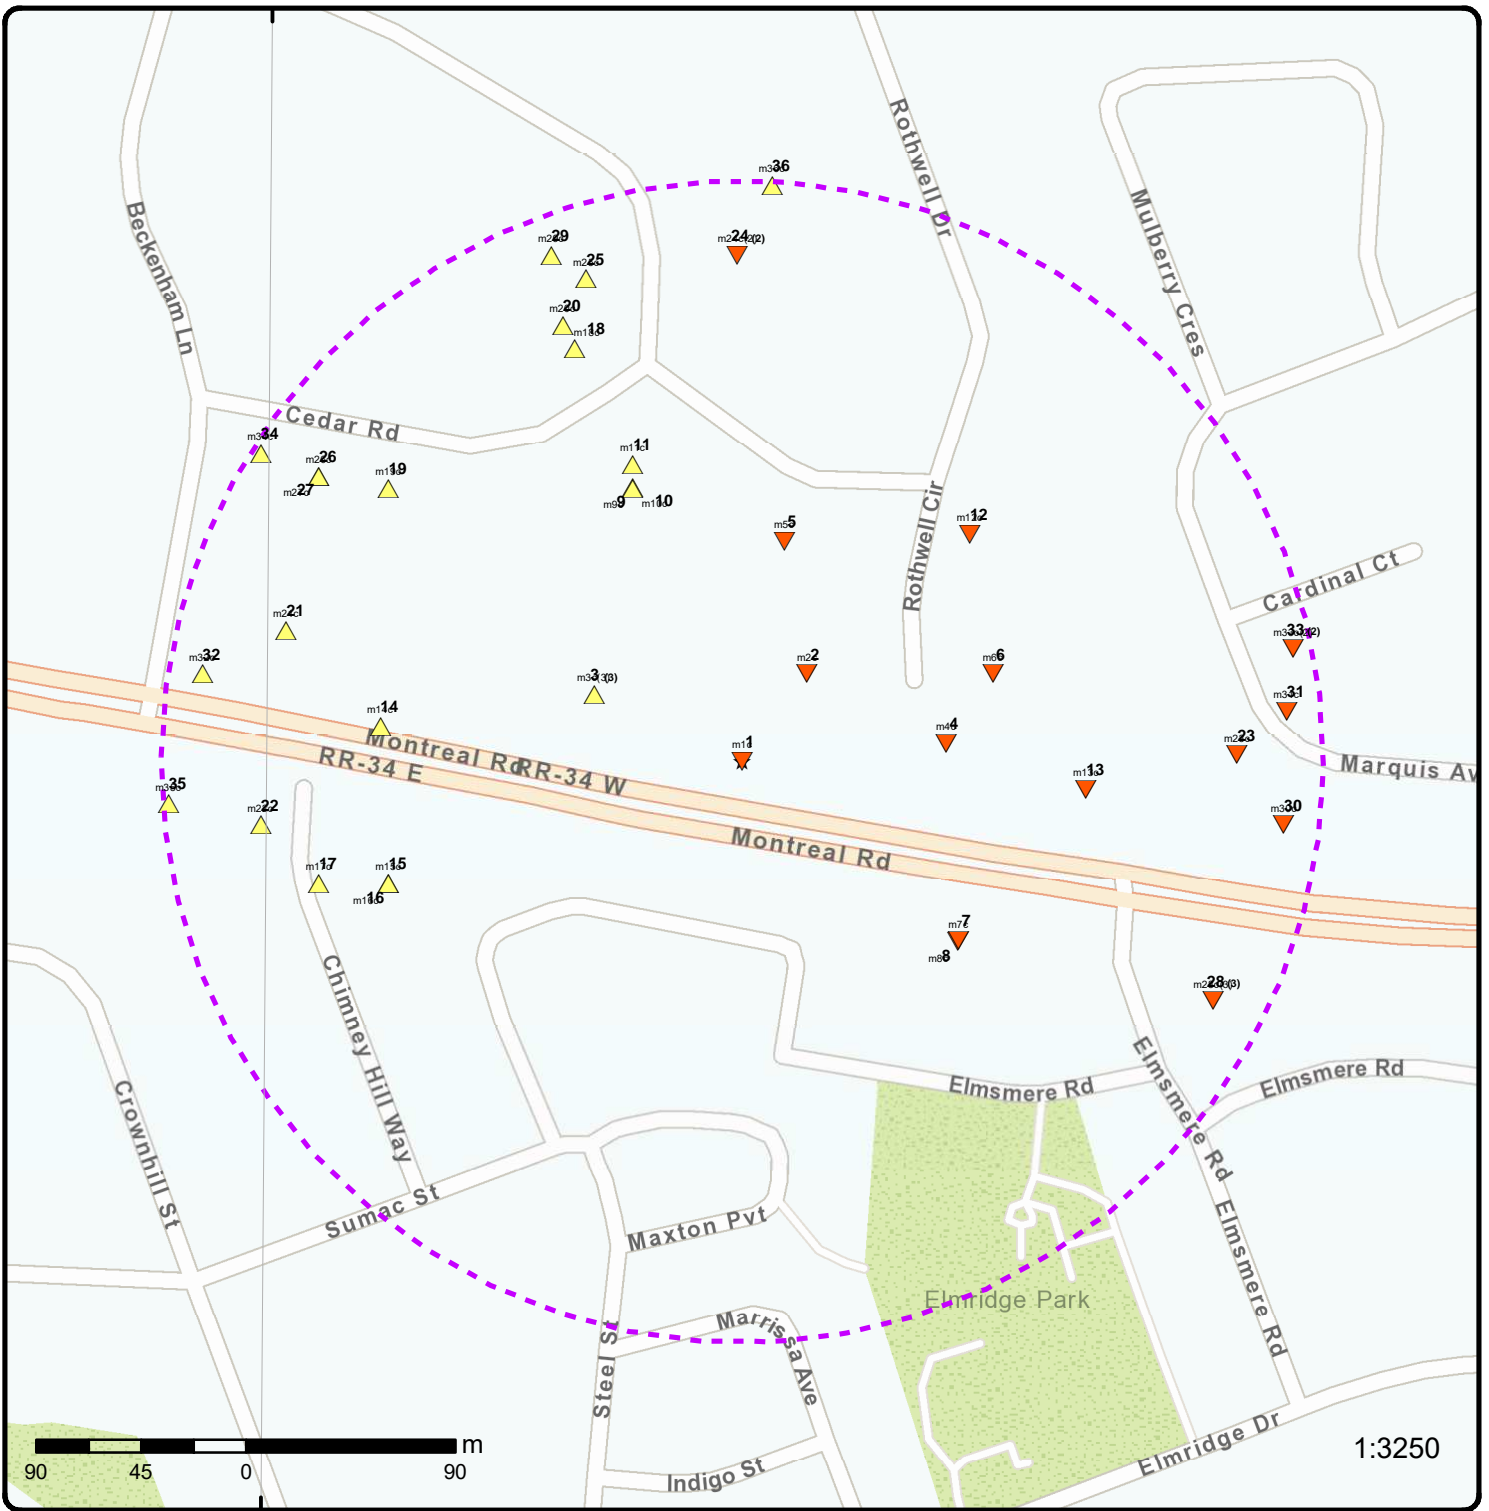 36
24 (2)
29
25
20
18
Rothwell Dr
Beckenham Ln
Mulberry Cres
Cedar Rd
34
26
27
19
11
9
10
5
12
Rothwell Cir
Cardinal Ct
21
32
3 (3)
2
6
33 (2)
31
14
1
4
23
13
30
Montreal Rd
RR-34 W
RR-34 E
Marquis Av
35
22
17
15
16
Montreal Rd
7
8
28 (3)
Chimney Hill Way
Crownhill St
Elmsmere Rd
Elmsmere Rd
Elmsmere Rd
Elmsmere Rd
Sumac St
Maxton Pvt
Elmridge Park
Marrissa Ave
Steel St
Indigo St
Elmridge Dr
m
90 45 0 90
1:3250